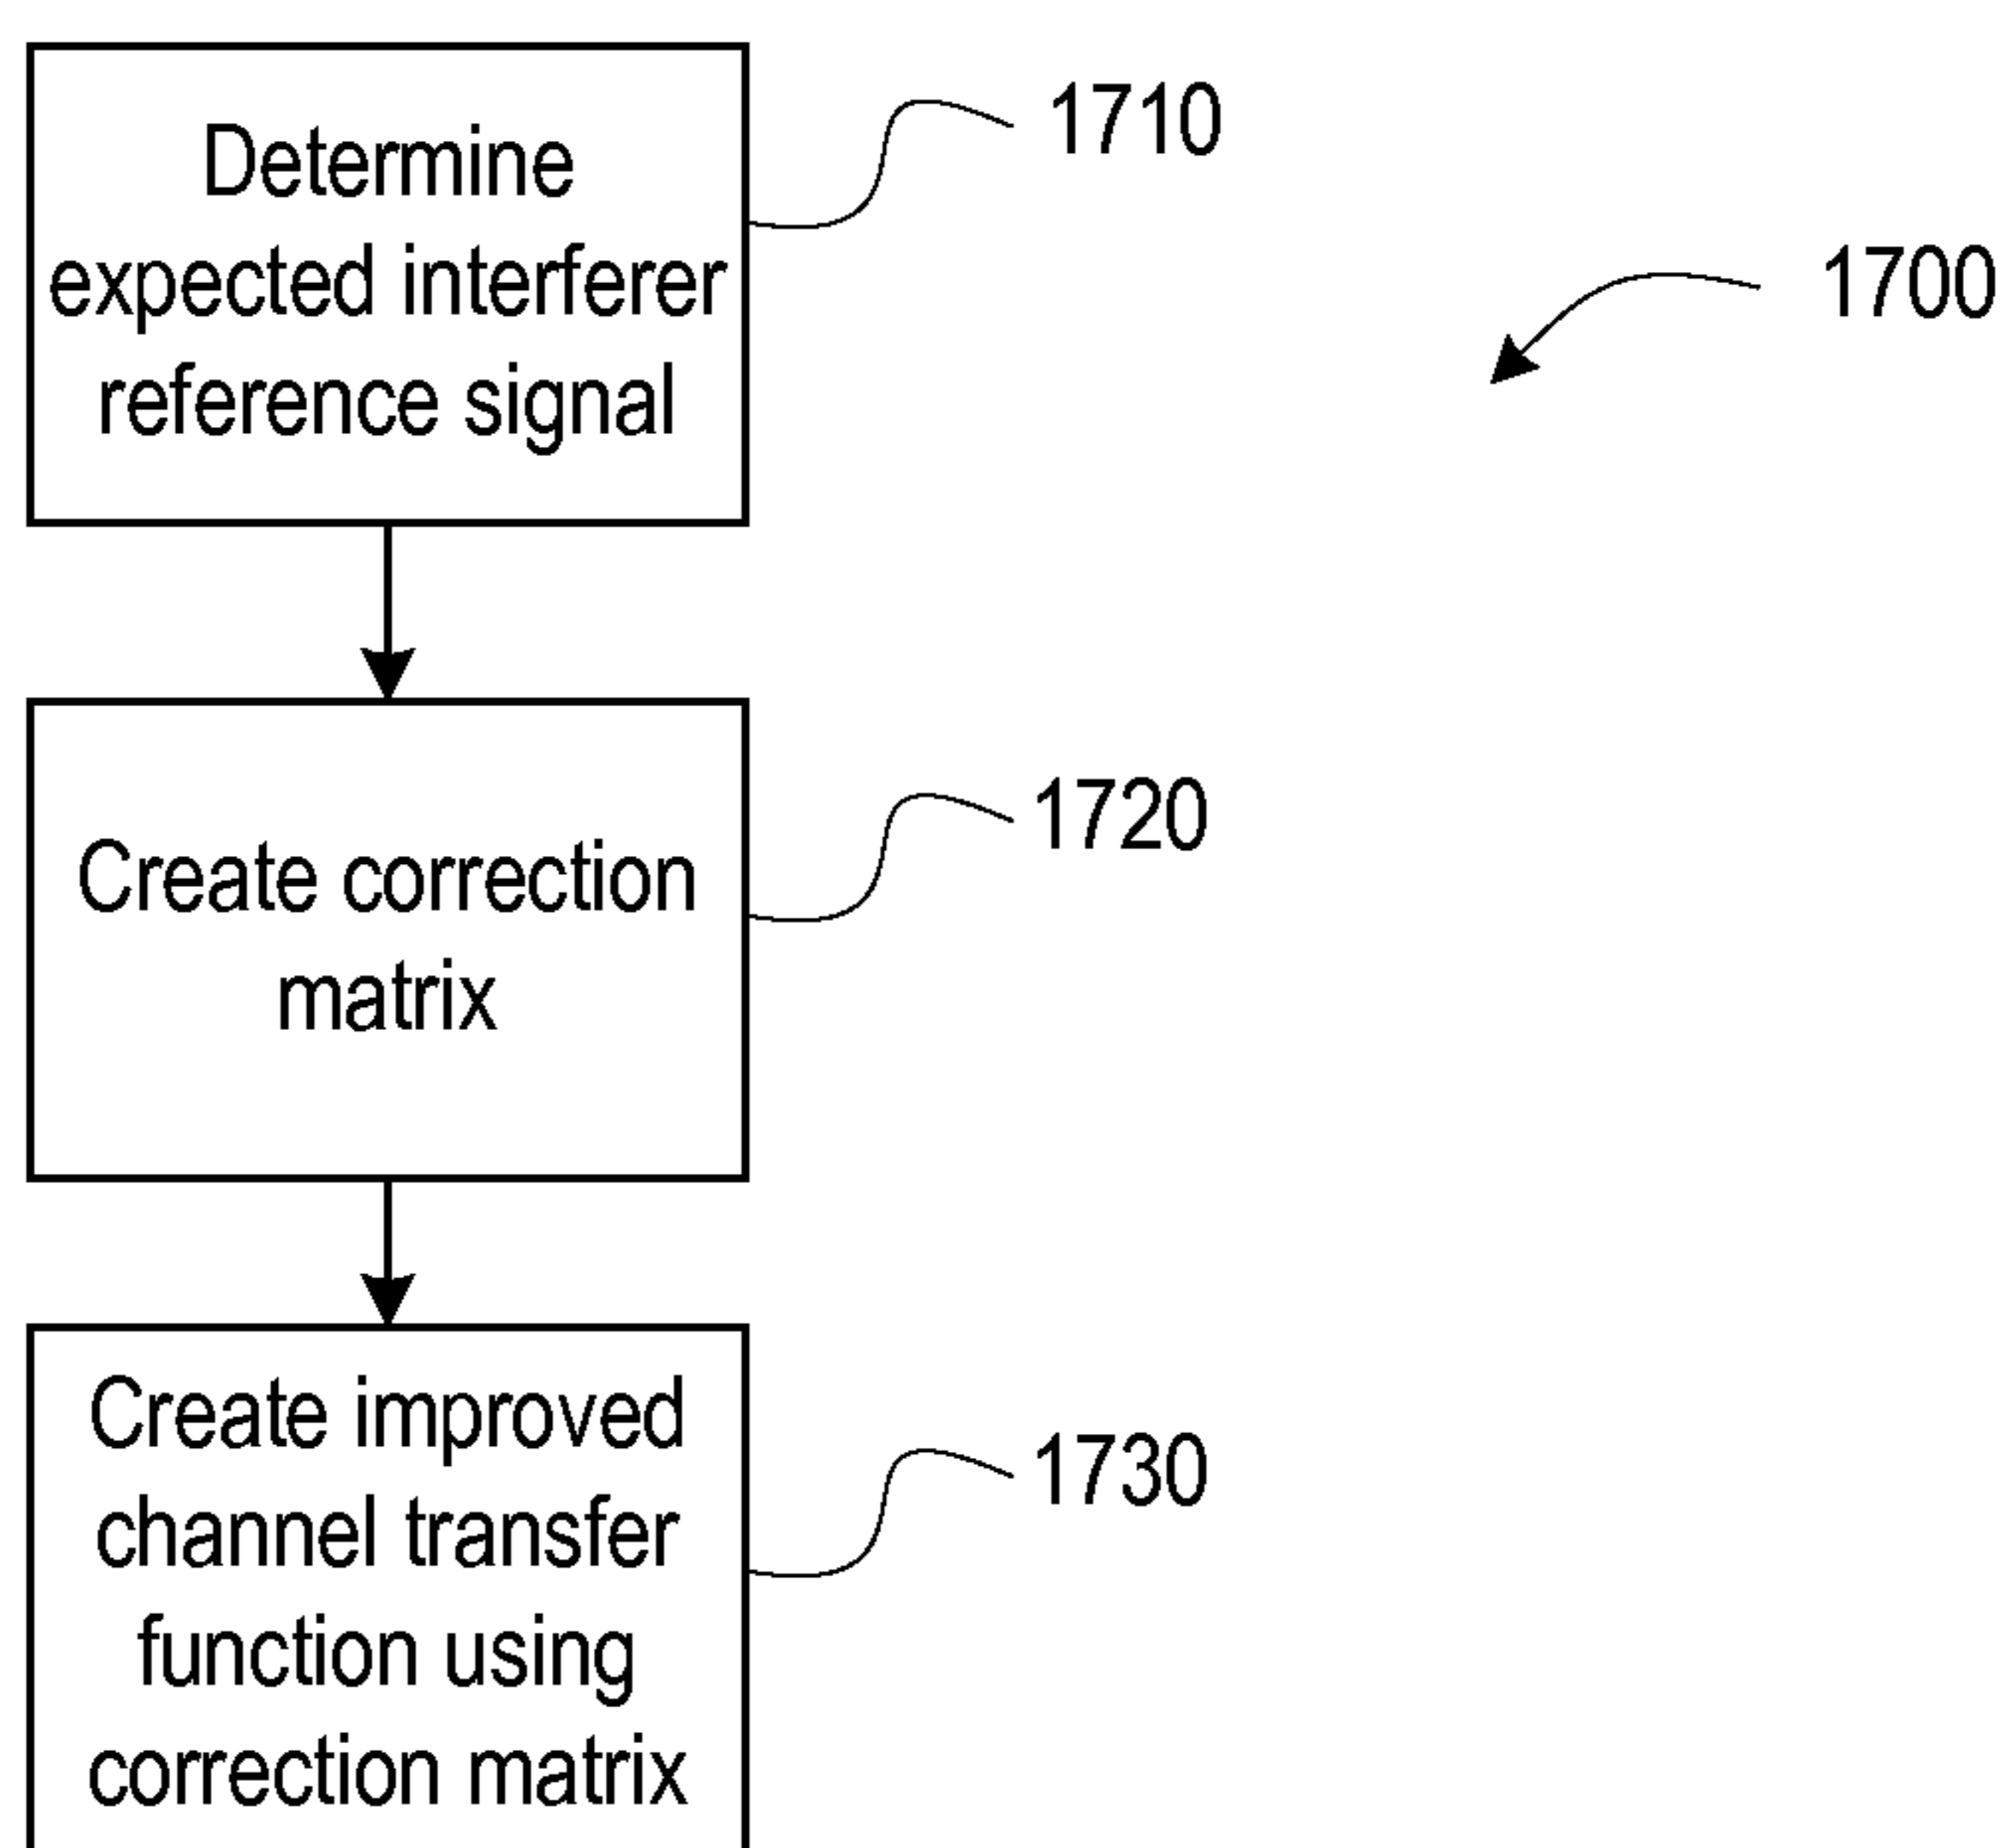 Determine
expected interferer
reference signal
1710
1700
Create correction
matrix
1720
Create improved
channel transfer
function using
correction matrix
1730